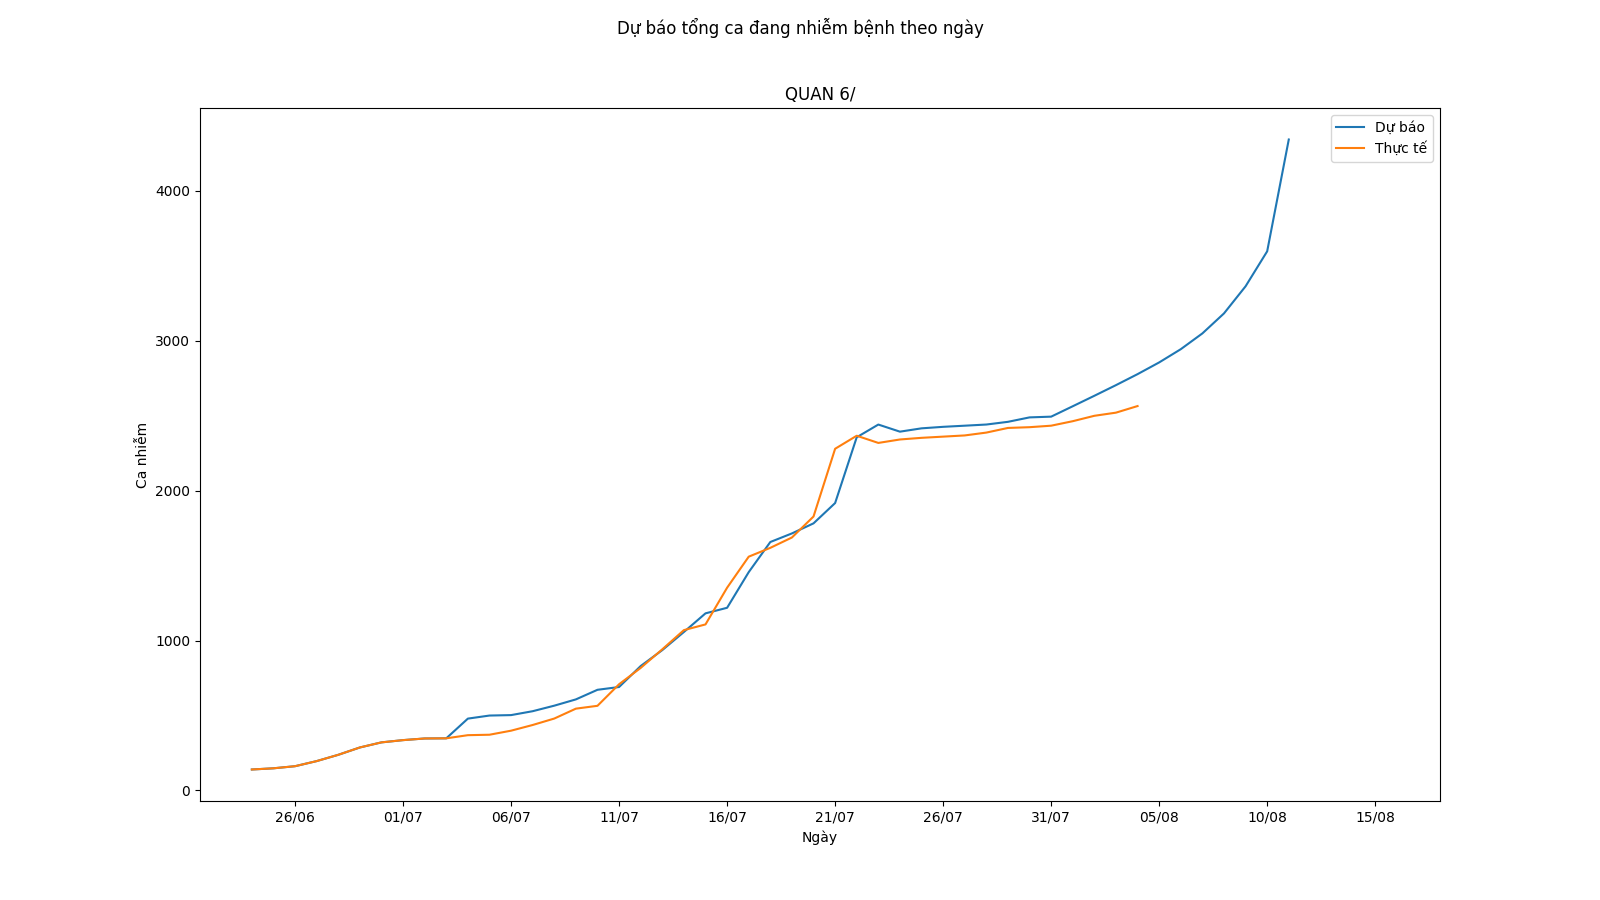 Dự báo tổng ca đang nhiễm bệnh theo ngày
QUAN 6/
Dự báo
Thực tế
4000
3000
2000
1000
0
Ca nhiễm
26/06
01/07
06/07
11/07
16/07
21/07
26/07
31/07
05/08
10/08
15/08
Ngày